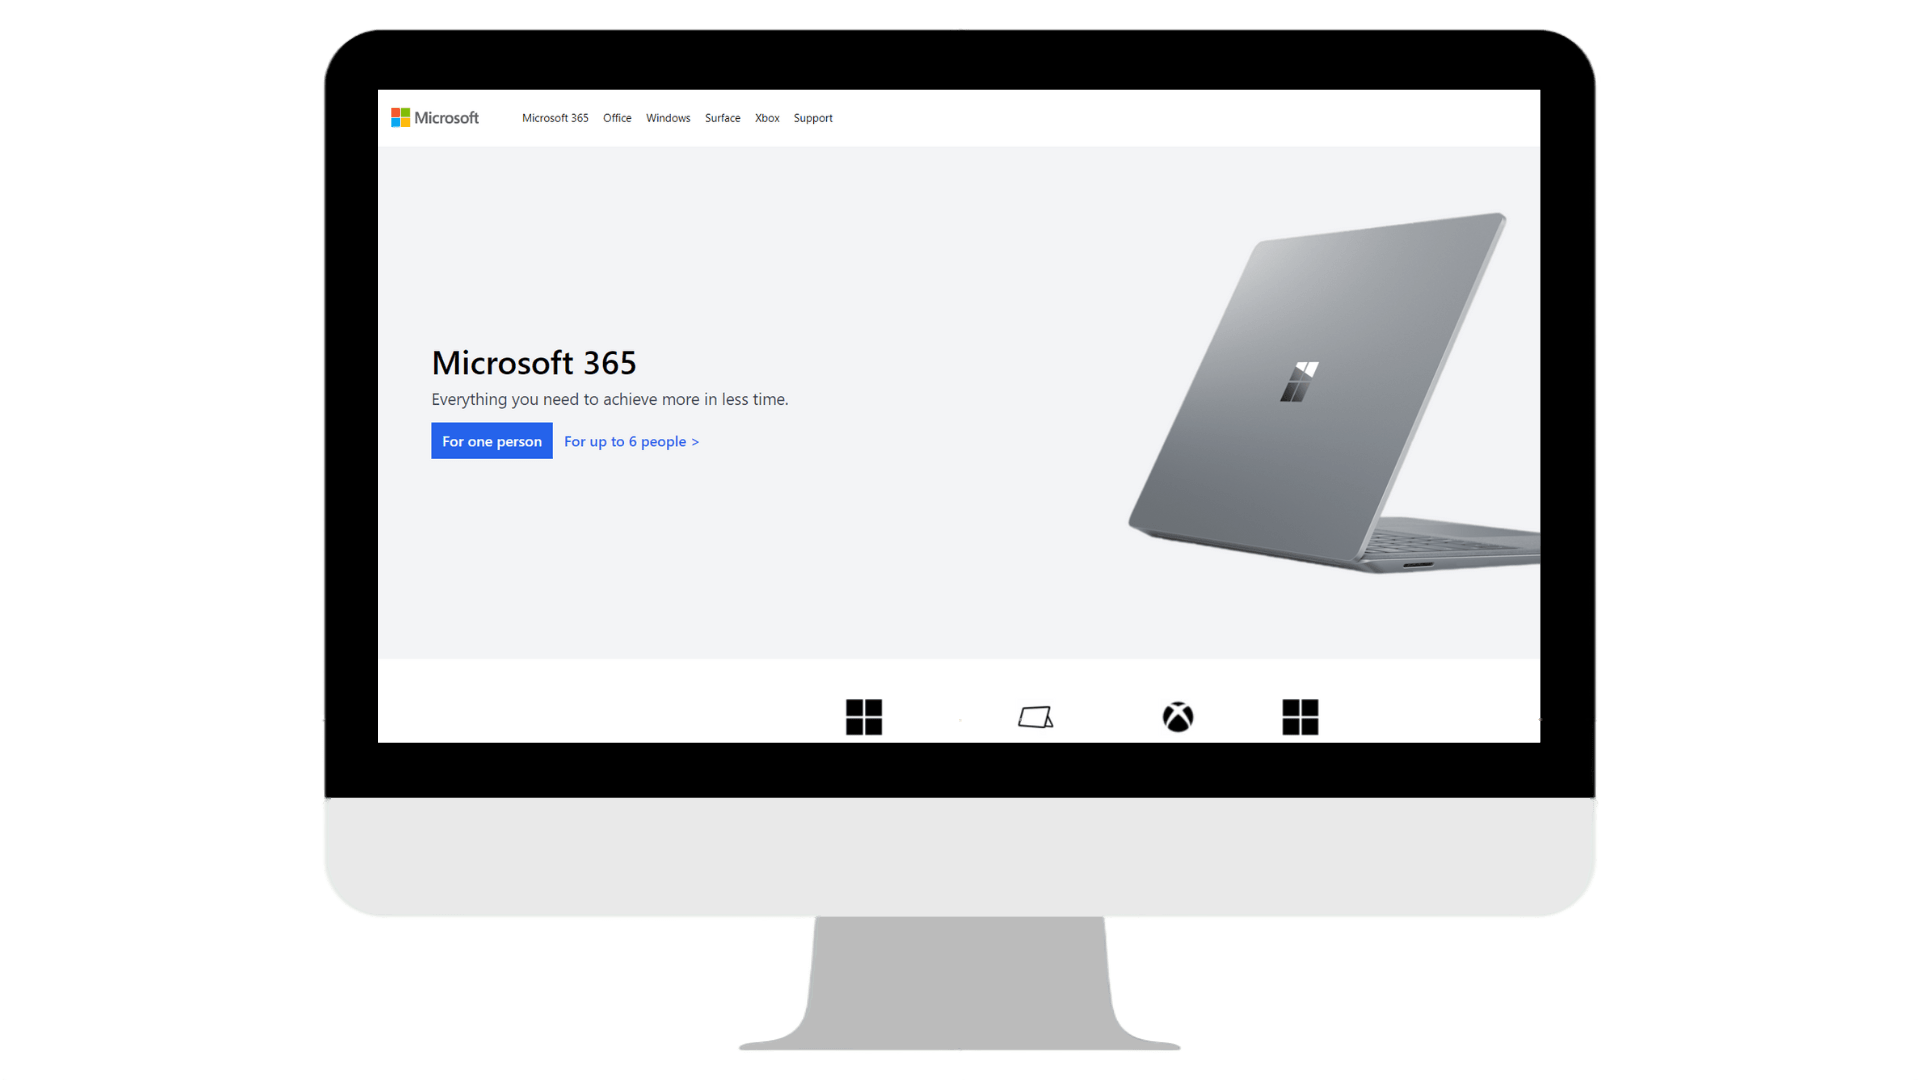 Microsoft Microsoft 365 Office Windows Surface Xbox Support
Microsoft 365
Everything you need to achieve more in less time.
For one person For up to 6 people >